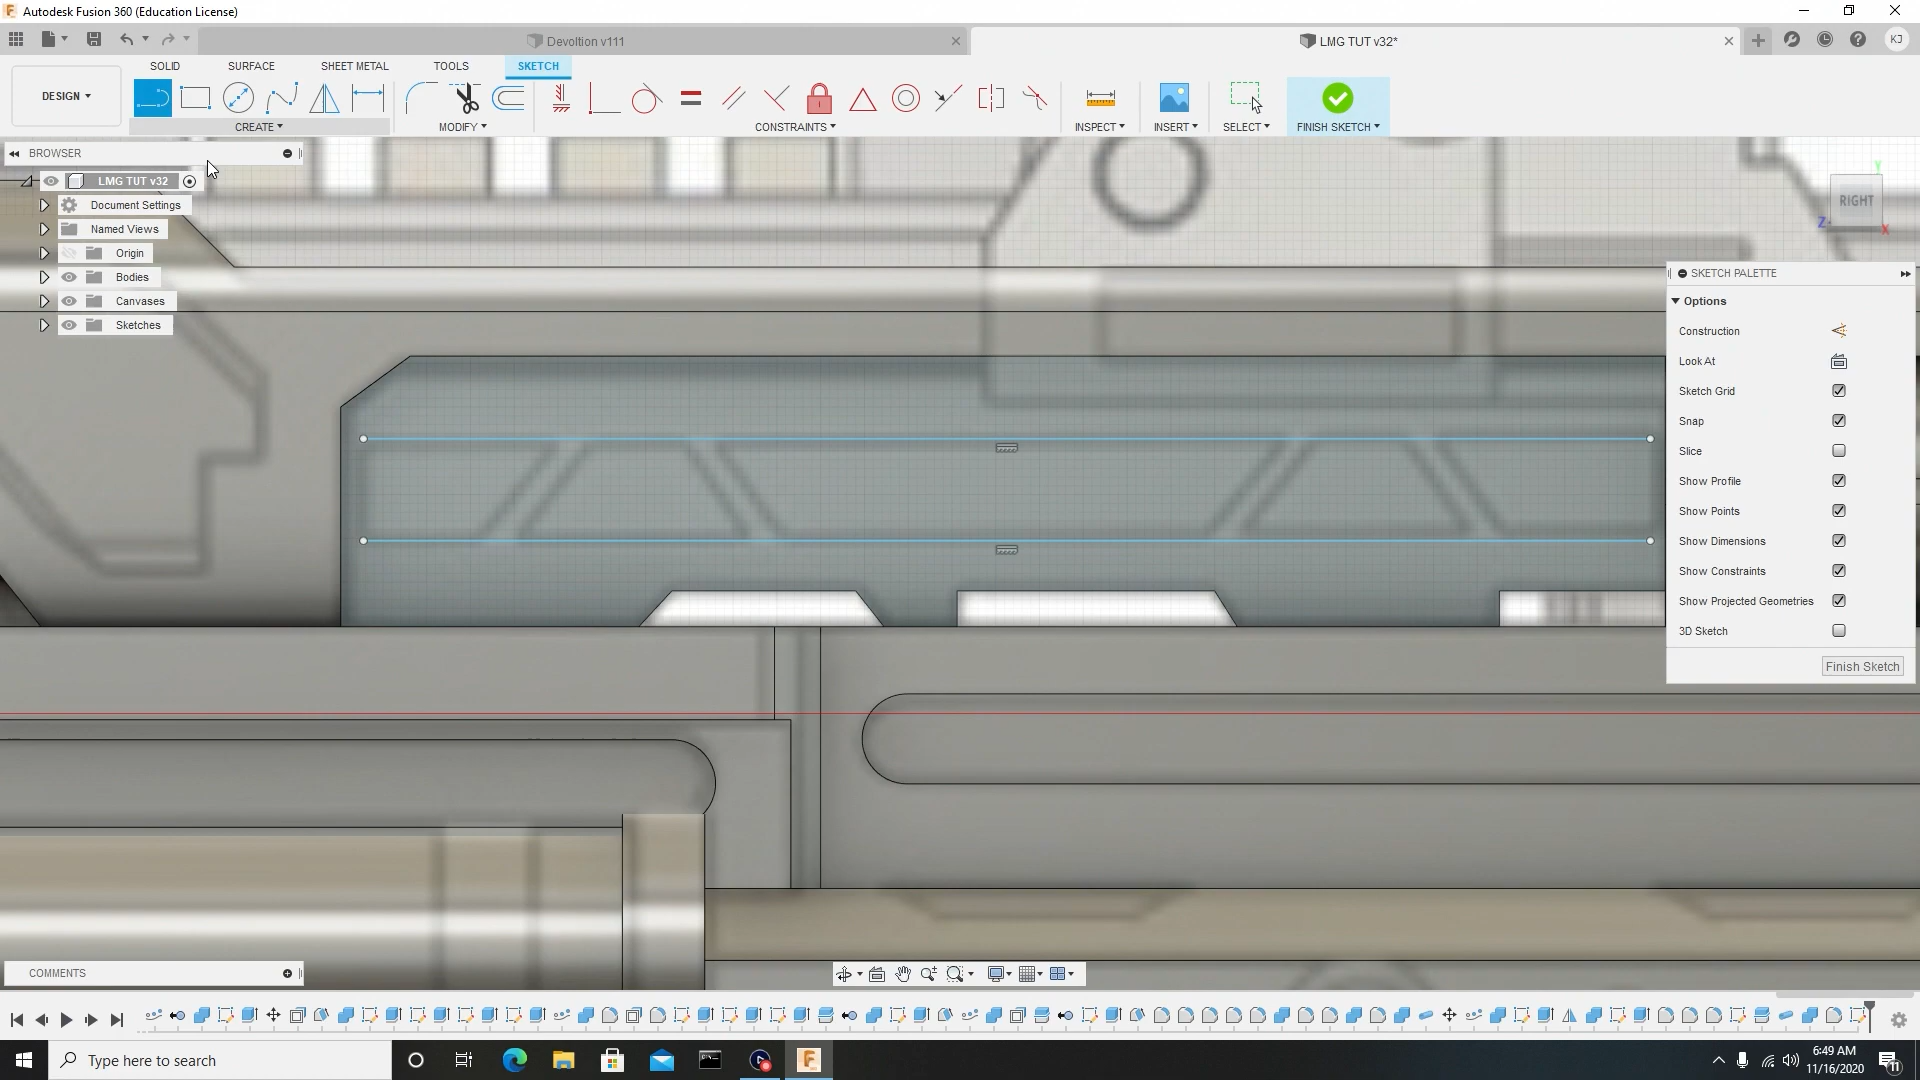 Autodesk Fusion 360 (Education License)
Devoltion v111
LMG TUT v32*
KJ
DESIGN
SOLID
SURFACE
SHEET METAL
TOOLS
SKETCH
CREATE
MODIFY
CONSTRAINTS
INSPECT
INSERT
SELECT
FINISH SKETCH
BROWSER
LMG TUT v32
Document Settings
Named Views
Origin
Bodies
Canvases
Sketches
Y
RIGHT
Z
X
SKETCH PALETTE
Options
Construction
Look At
Sketch Grid
Snap
Slice
Show Profile
Show Points
Show Dimensions
Show Constraints
Show Projected Geometries
3D Sketch
Finish Sketch
COMMENTS
Type here to search
6:49 AM
11/16/2020
11